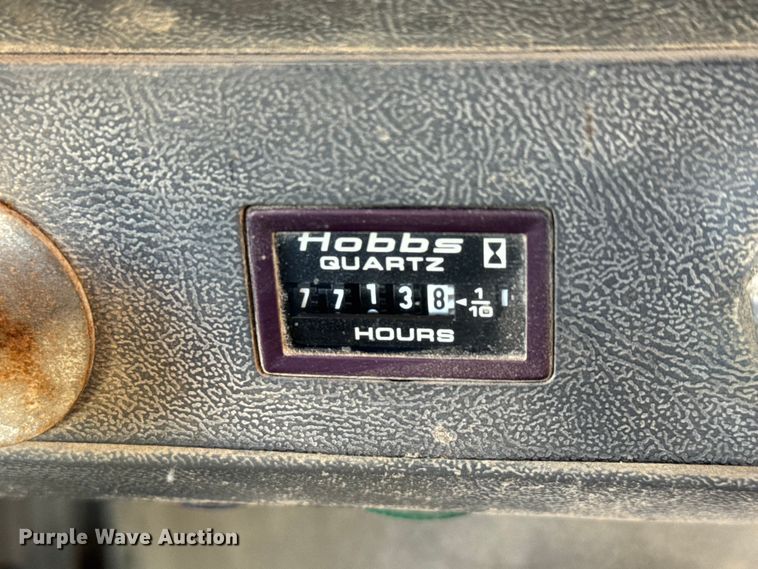 Hobbs
QUARTZ
7 7 1 3 8 1/10
HOURS
Purple Wave Auction